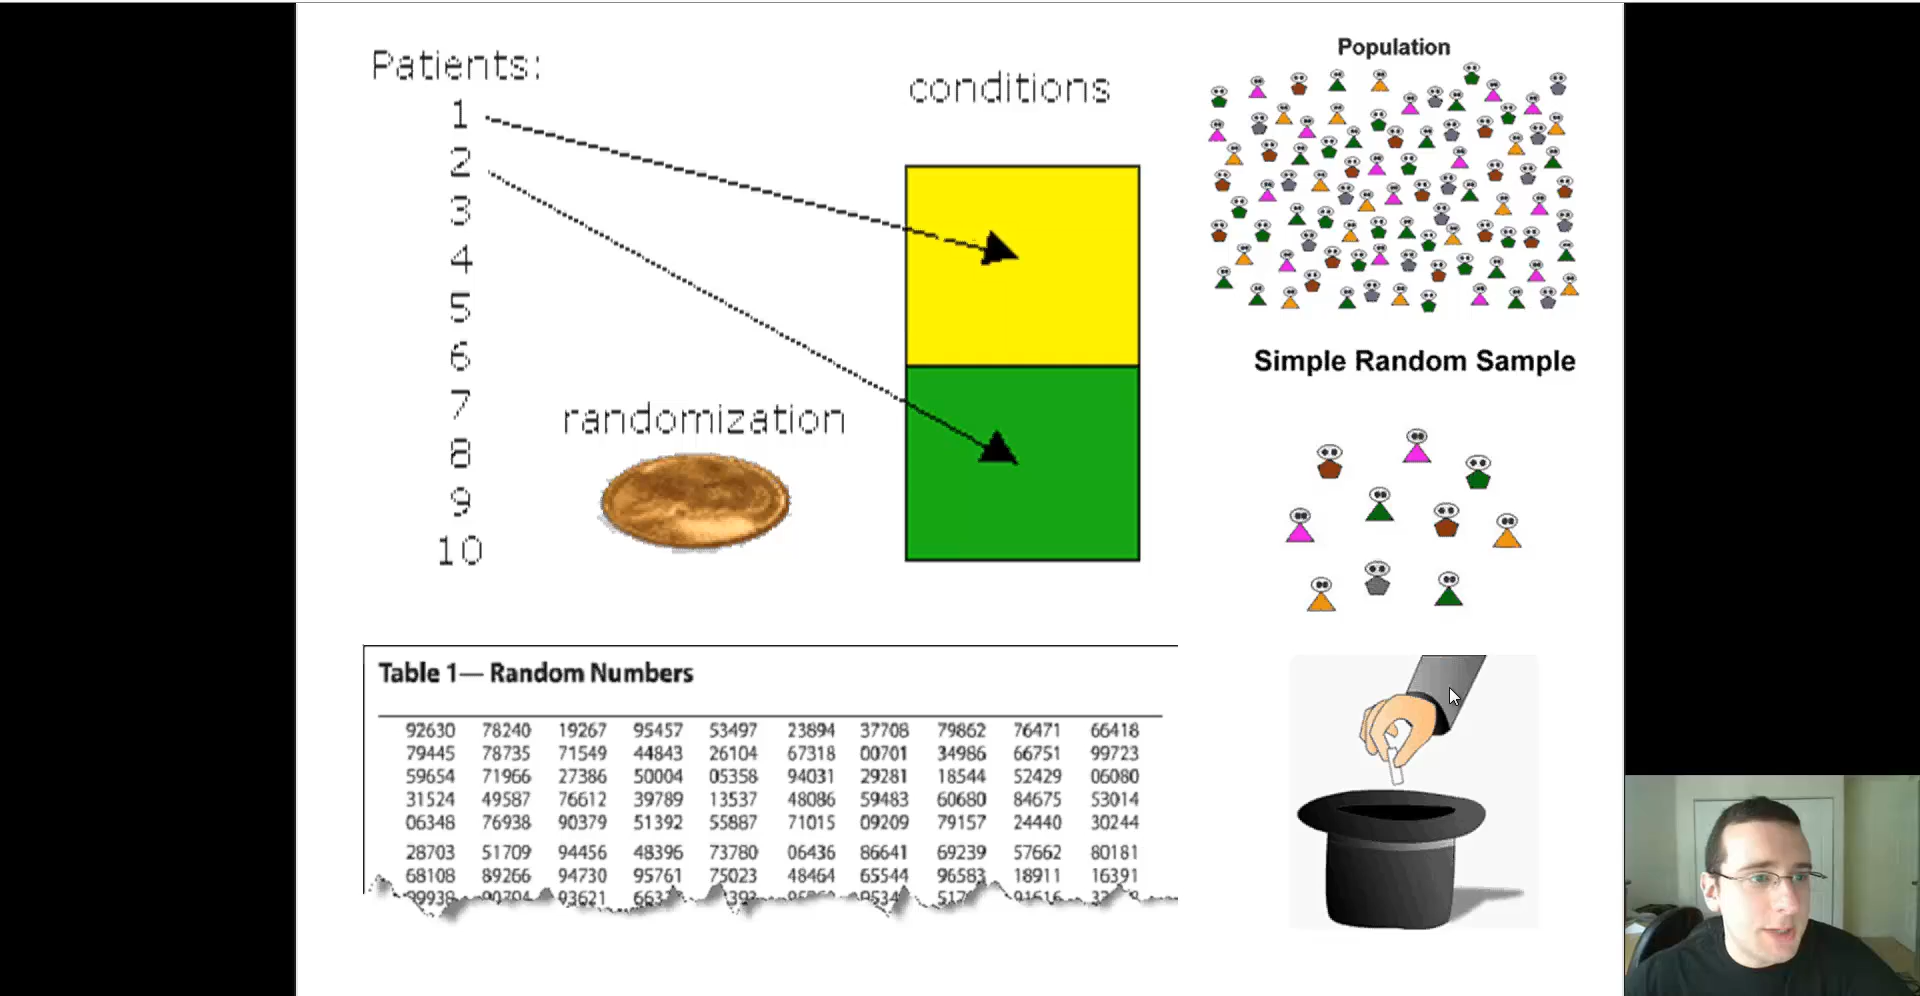 Patients:
1
2
3
4
5
6
7
8
9
10
conditions
randomization
Population
Simple Random Sample
Table 1— Random Numbers
92630 78240 19267 95457 53497 23894 37708 79862 76471 66418
79445 78735 71549 44843 26104 67318 00701 34986 66751 99723
59654 71966 27386 50004 05358 94031 29281 18544 52429 06080
31524 49587 76612 39789 13537 48086 59483 60680 84675 53014
06348 76938 90379 51392 55887 71015 09209 79157 24440 30244
28703 51709 94456 48396 73780 06436 86641 69239 57662 80181
68108 89266 94730 95761 75023 48464 65544 96583 18911 16391